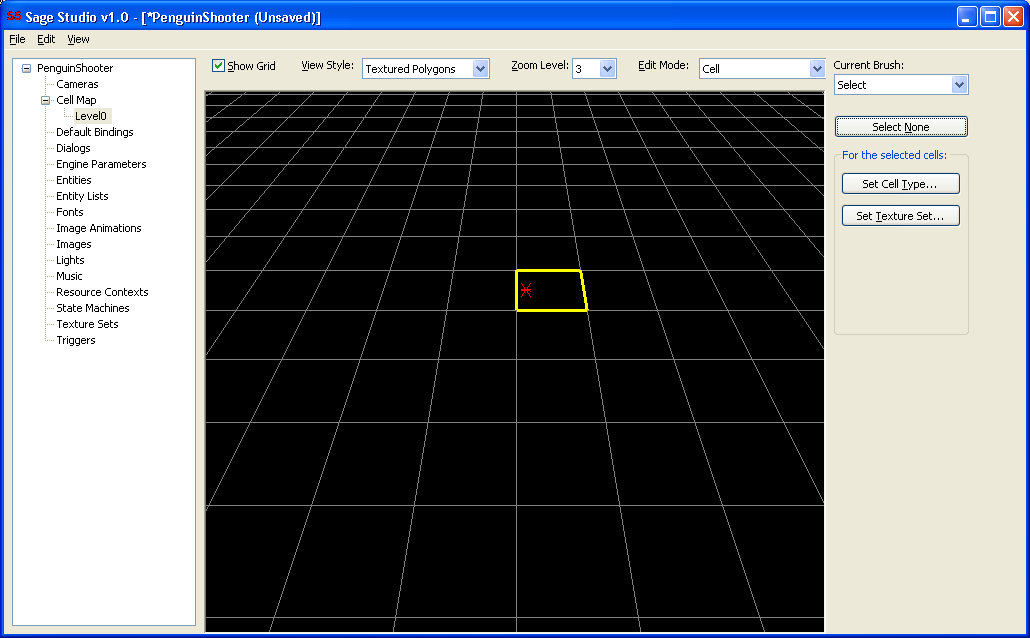 SS Sage Studio v1.0 - [*PenguinShooter (Unsaved)]
File Edit View
PenguinShooter
Cameras
Cell Map
Level0
Default Bindings
Dialogs
Engine Parameters
Entities
Entity Lists
Fonts
Image Animations
Images
Lights
Music
Resource Contexts
State Machines
Texture Sets
Triggers
Show Grid View Style: Textured Polygons Zoom Level: 3 Edit Mode: Cell
Current Brush:
Select
Select None
For the selected cells:
Set Cell Type...
Set Texture Set...